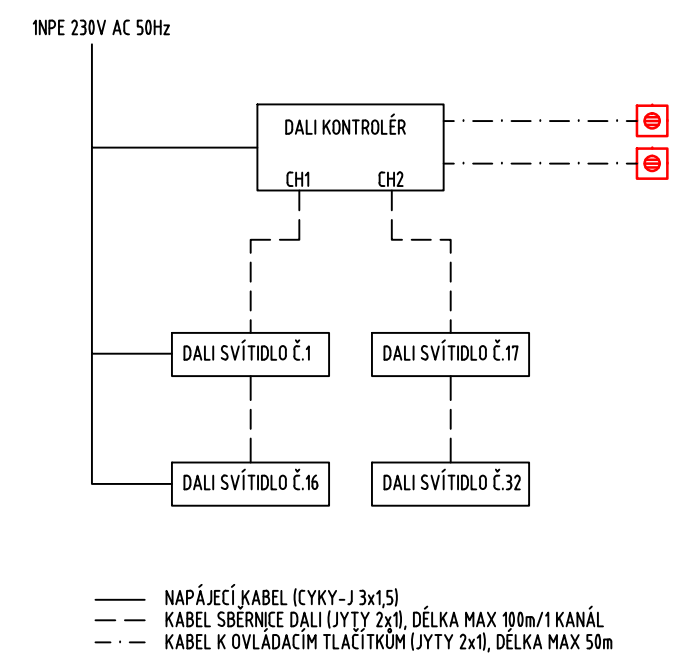 1NPE 230V AC 50Hz
DALI KONTROLÉR
CH1
CH2
DALI SVÍTIDLO Č.1
DALI SVÍTIDLO Č.17
DALI SVÍTIDLO Č.16
DALI SVÍTIDLO Č.32
NAPÁJECÍ KABEL (CYKY-J 3x1,5)
KABEL SBĚRNICE DALI (JYTY 2x1), DÉLKA MAX 100m/1 KANÁL
KABEL K OVLÁDACÍM TLAČÍTKŮM (JYTY 2x1), DÉLKA MAX 50m